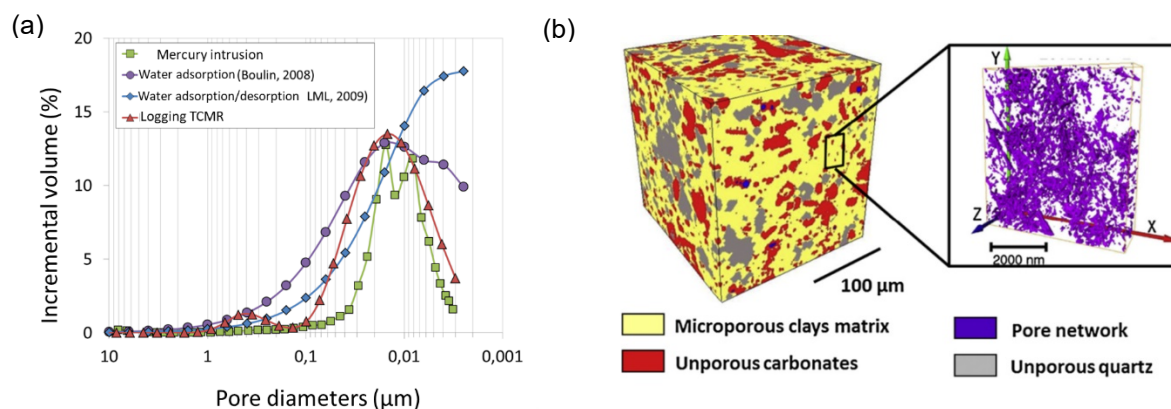 (a)
Incremental volume (%)
20
15
10
5
0
Mercury intrusion
Water adsorption (Boulin, 2008)
Water adsorption/desorption LML, 2009)
Logging TCMR
10
1
0,1
0,01
0,001
Pore diameters (µm)
(b)
100 µm
Y
Z
X
2000 nm
Microporous clays matrix
Pore network
Unporous carbonates
Unporous quartz